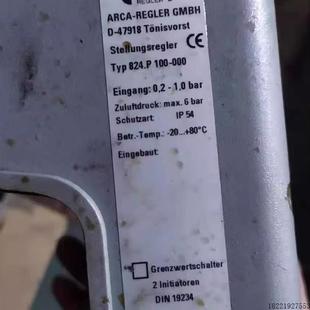 REGLER
ARCA-REGLER GMBH
D-47918 Tönisvorst
Stellungsregler CE
Typ 824.P 100-000
Eingang: 0,2 - 1,0 bar
Zuluftdruck: max. 6 bar
Schutzart: IP 54
Betr.-Temp.: -20...+80°C
Eingebaut:
Grenzwertschalter
2 Initiatoren
DIN 19234